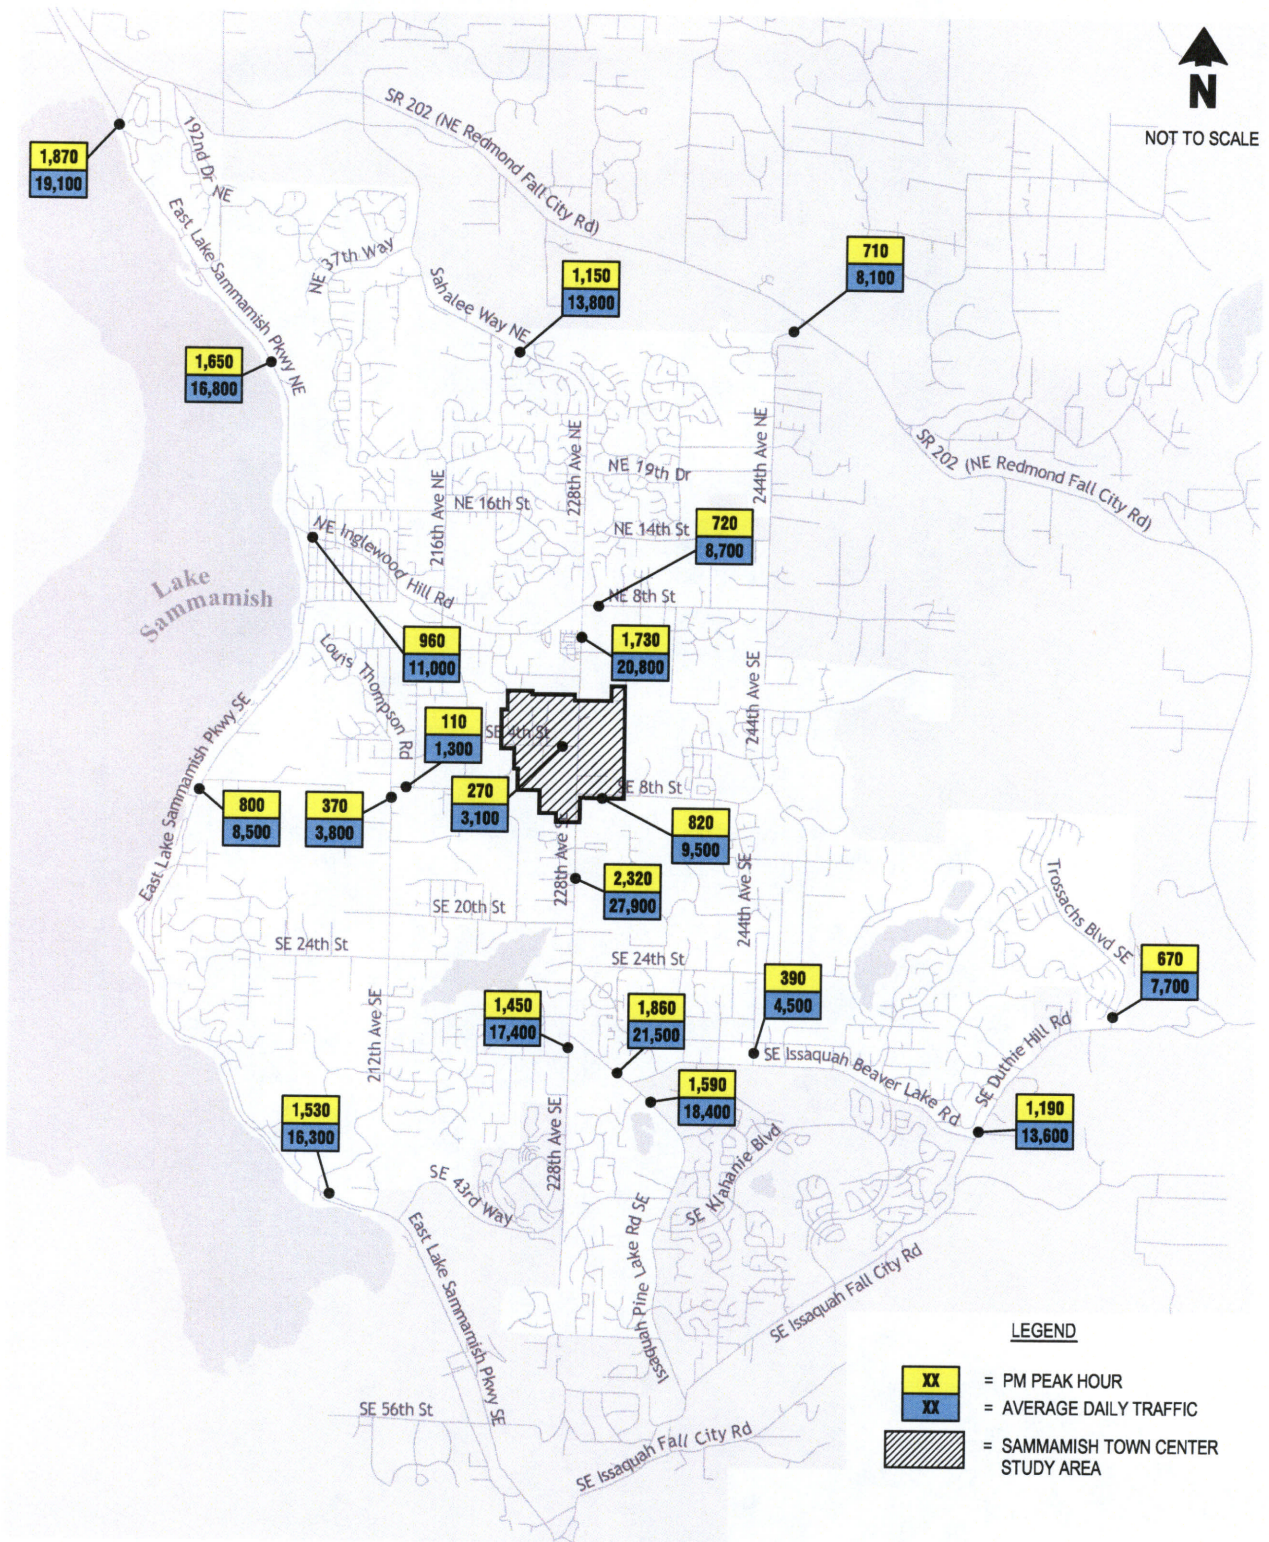 N
NOT TO SCALE
SR 202 (NE Redmond Fall City Rd)
192nd Dr NE
1,870
19,100
East Lake Sammamish Pkwy NE
NE 37th Way
Sahalee Way NE
1,150
13,800
710
8,100
1,650
16,800
SR 202 (NE Redmond Fall City Rd)
244th Ave NE
228th Ave NE
216th Ave NE
NE 19th Dr
NE 16th St
NE 14th St
720
8,700
NE Inglewood Hill Rd
Lake
Sammamish
NE 8th St
960
11,000
1,730
20,800
Louis Thompson Rd
244th Ave SE
East Lake Sammamish Pkwy SE
110
1,300
SE 4th St
270
3,100
SE 8th St
800
8,500
370
3,800
820
9,500
228th Ave SE
2,320
27,900
244th Ave SE
SE 20th St
SE 24th St
SE 24th St
Trossachs Blvd SE
670
7,700
390
4,500
1,450
17,400
1,860
21,500
212th Ave SE
SE Issaquah Beaver Lake Rd
SE Duthie Hill Rd
1,590
18,400
1,190
13,600
1,530
16,300
228th Ave SE
SE 43rd Way
SE Klahanie Blvd
East Lake Sammamish Pkwy SE
Issaquah Pine Lake Rd SE
SE Issaquah Fall City Rd
SE 56th St
SE Issaquah Fall City Rd
LEGEND
XX = PM PEAK HOUR
XX = AVERAGE DAILY TRAFFIC
= SAMMAMISH TOWN CENTER
STUDY AREA